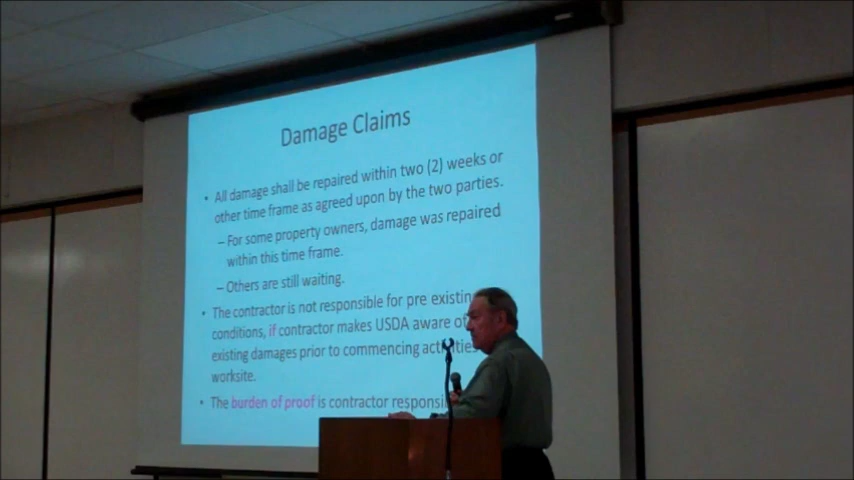 Damage Claims
• All damage shall be repaired within two (2) weeks or
other time frame as agreed upon by the two parties.
– For some property owners, damage was repaired
within this time frame.
– Others are still waiting.
• The contractor is not responsible for pre existin
conditions, if contractor makes USDA aware o
existing damages prior to commencing activities
worksite.
• The burden of proof is contractor responsi